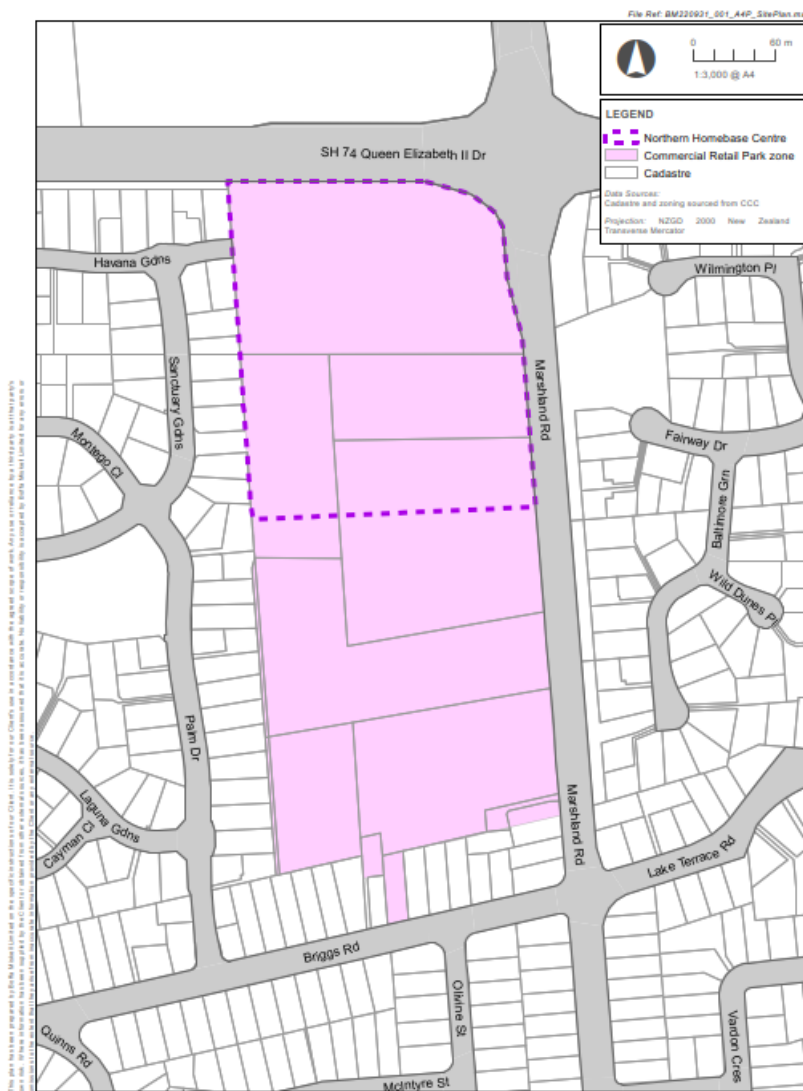 File Ref: BM220931_001_A4P_SitePlan.mx
0 60 m
1:3,000 @ A4
LEGEND
Northern Homebase Centre
Commercial Retail Park zone
Cadastre
Data Sources:
Cadastre and zoning sourced from CCC
Projection: NZGD 2000 New Zealand
Transverse Mercator
SH 74 Queen Elizabeth II Dr
Havana Gdns
Wilmington Pl
Sanctuary Gdns
Marshland Rd
Montego Cl
Fairway Dr
Baltimore Grn
Wild Dunes Pl
Palm Dr
Laguna Gdns
Cayman Cl
Marshland Rd
Lake Terrace Rd
Briggs Rd
Olivine St
Quinns Rd
Vardon Cres
McIntyre St